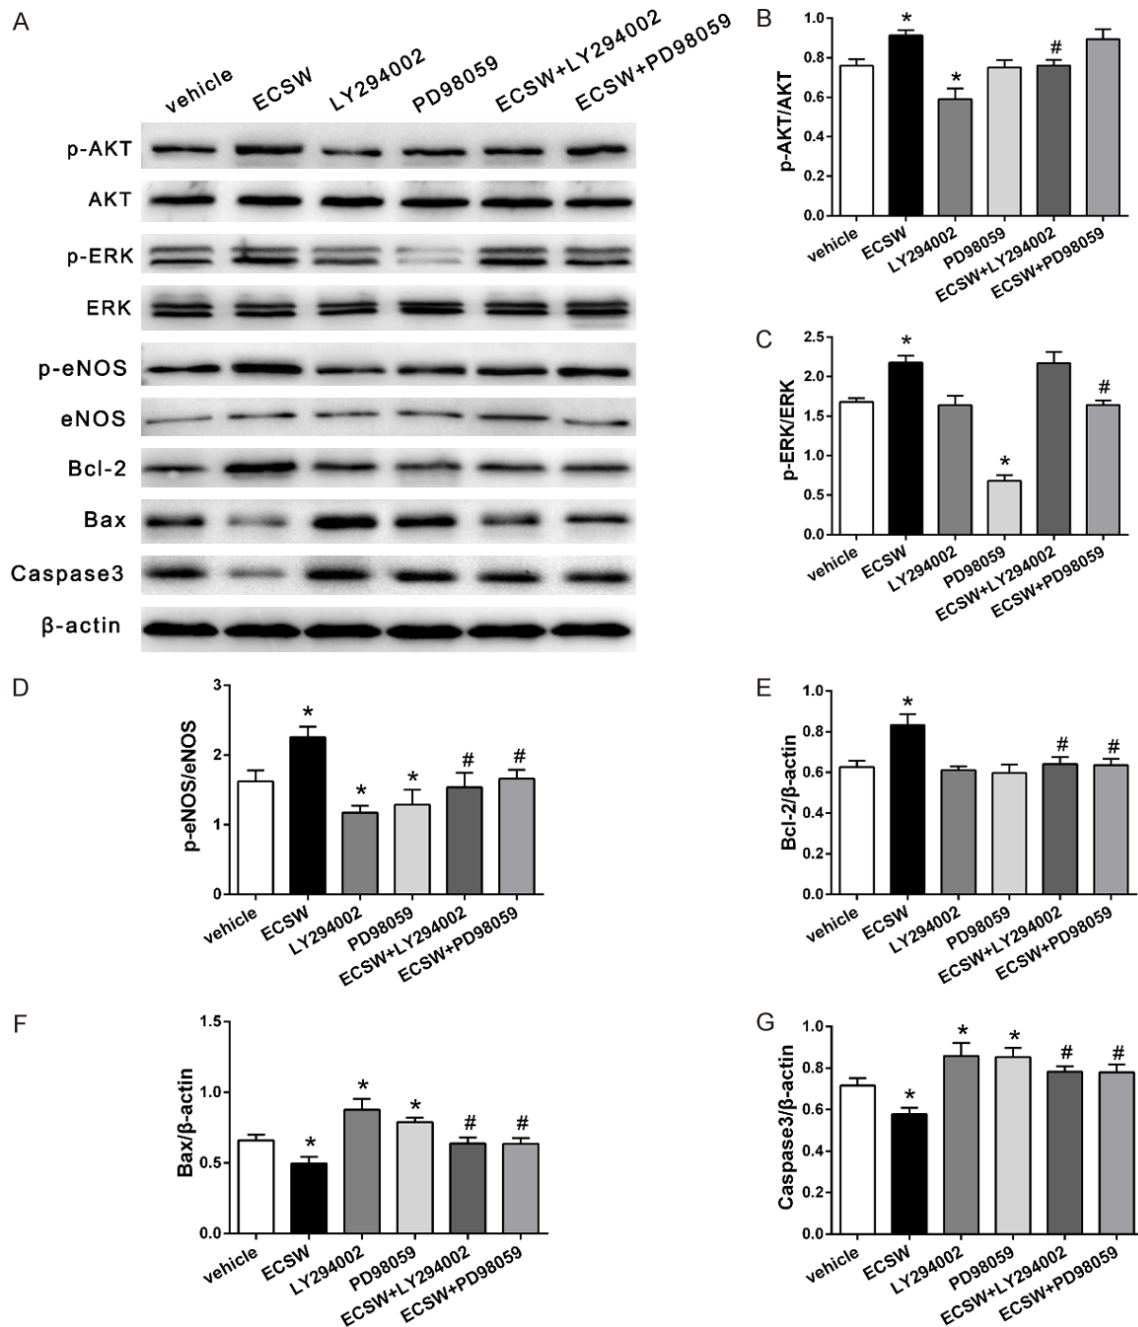 A
vehicle
ECSW
LY294002
PD98059
ECSW+LY294002
ECSW+PD98059
p-AKT
AKT
p-ERK
ERK
p-eNOS
eNOS
Bcl-2
Bax
Caspase3
β-actin
B
p-AKT/AKT
1.0
0.8
0.6
0.4
0.2
0.0
*
*
#
vehicle
ECSW
LY294002
PD98059
ECSW+LY294002
ECSW+PD98059
C
p-ERK/ERK
2.5
2.0
1.5
1.0
0.5
0.0
*
*
#
vehicle
ECSW
LY294002
PD98059
ECSW+LY294002
ECSW+PD98059
D
p-eNOS/eNOS
3
2
1
0
*
*
*
#
#
vehicle
ECSW
LY294002
PD98059
ECSW+LY294002
ECSW+PD98059
E
Bcl-2/β-actin
1.0
0.8
0.6
0.4
0.2
0.0
*
#
#
vehicle
ECSW
LY294002
PD98059
ECSW+LY294002
ECSW+PD98059
F
Bax/β-actin
1.5
1.0
0.5
0.0
*
*
*
#
#
vehicle
ECSW
LY294002
PD98059
ECSW+LY294002
ECSW+PD98059
G
Caspase3/β-actin
1.0
0.8
0.6
0.4
0.2
0.0
*
*
*
#
#
vehicle
ECSW
LY294002
PD98059
ECSW+LY294002
ECSW+PD98059